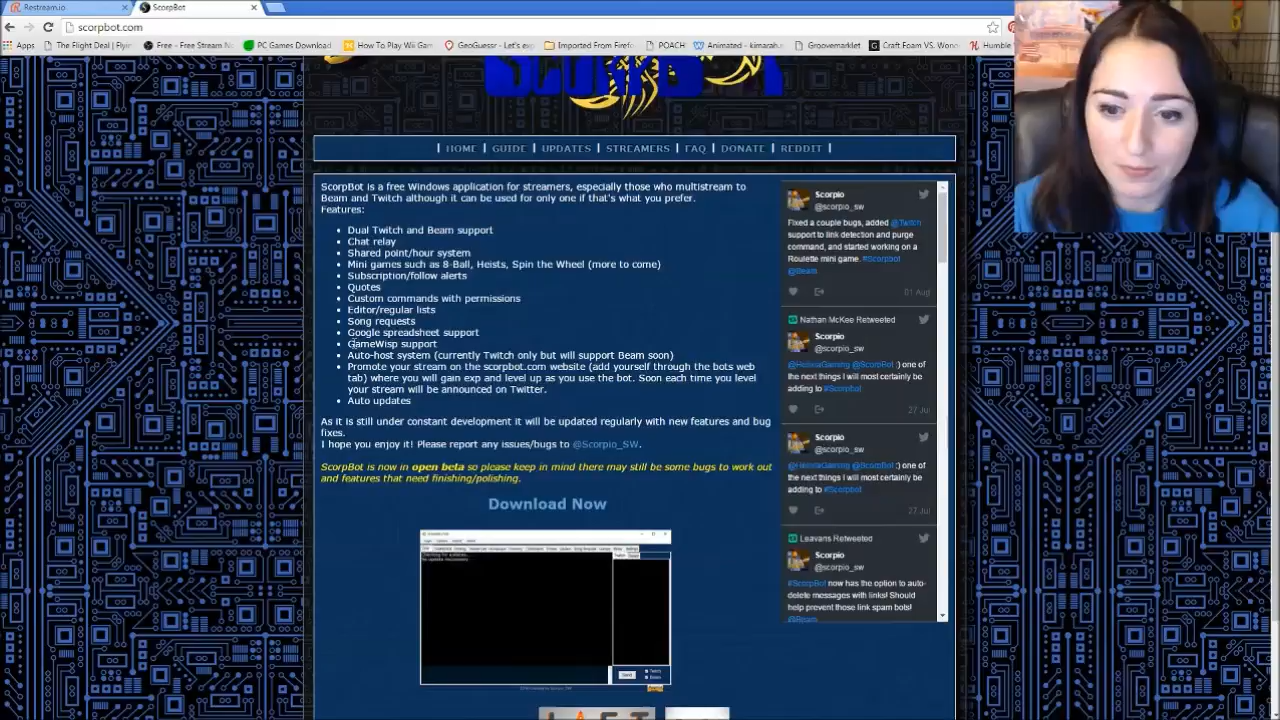 Restream.io
ScorpBot
scorpbot.com
Apps
The Flight Deal | Flyin
Free - Free Stream N
PC Games Download
How To Play Wii Gam
GeoGuessr - Let's exp
Imported From Firefo
POACH
Animated - kimarah
Groovemarklet
Craft Foam VS. Wond
Humble
| HOME | GUIDE | UPDATES | STREAMERS | FAQ | DONATE | REDDIT |
ScorpBot is a free Windows application for streamers, especially those who multistream to
Beam and Twitch although it can be used for only one if that's what you prefer.
Features:
Dual Twitch and Beam support
Chat relay
Shared point/hour system
Mini games such as 8-Ball, Heists, Spin the Wheel (more to come)
Subscription/follow alerts
Quotes
Custom commands with permissions
Editor/regular lists
Song requests
Google spreadsheet support
GameWisp support
Auto-host system (currently Twitch only but will support Beam soon)
Promote your stream on the scorpbot.com website (add yourself through the bots web
tab) where you will gain exp and level up as you use the bot. Soon each time you level
your stream will be announced on Twitter.
Auto updates
As it is still under constant development it will be updated regularly with new features and bug
fixes.
I hope you enjoy it! Please report any issues/bugs to @Scorpio_SW.
ScorpBot is now in open beta so please keep in mind there may still be some bugs to work out
and features that need finishing/polishing.
Download Now
Scorpio
@scorpio_sw
Fixed a couple bugs, added @Twitch
support to link detection and purge
command, and started working on a
Roulette mini game. #Scorpbot
@Beam
01 Aug
Nathan McKee Retweeted
Scorpio
@scorpio_sw
@HelisaGaming @ScorpBot :) one of
the next things I will most certainly be
adding to #Scorpbot
27 Jul
Scorpio
@scorpio_sw
@HelisaGaming @ScorpBot :) one of
the next things I will most certainly be
adding to #Scorpbot
27 Jul
Leavans Retweeted
Scorpio
@scorpio_sw
#ScorpBot now has the option to auto-
delete messages with links! Should
help prevent those link spam bots!
@Beam
Send